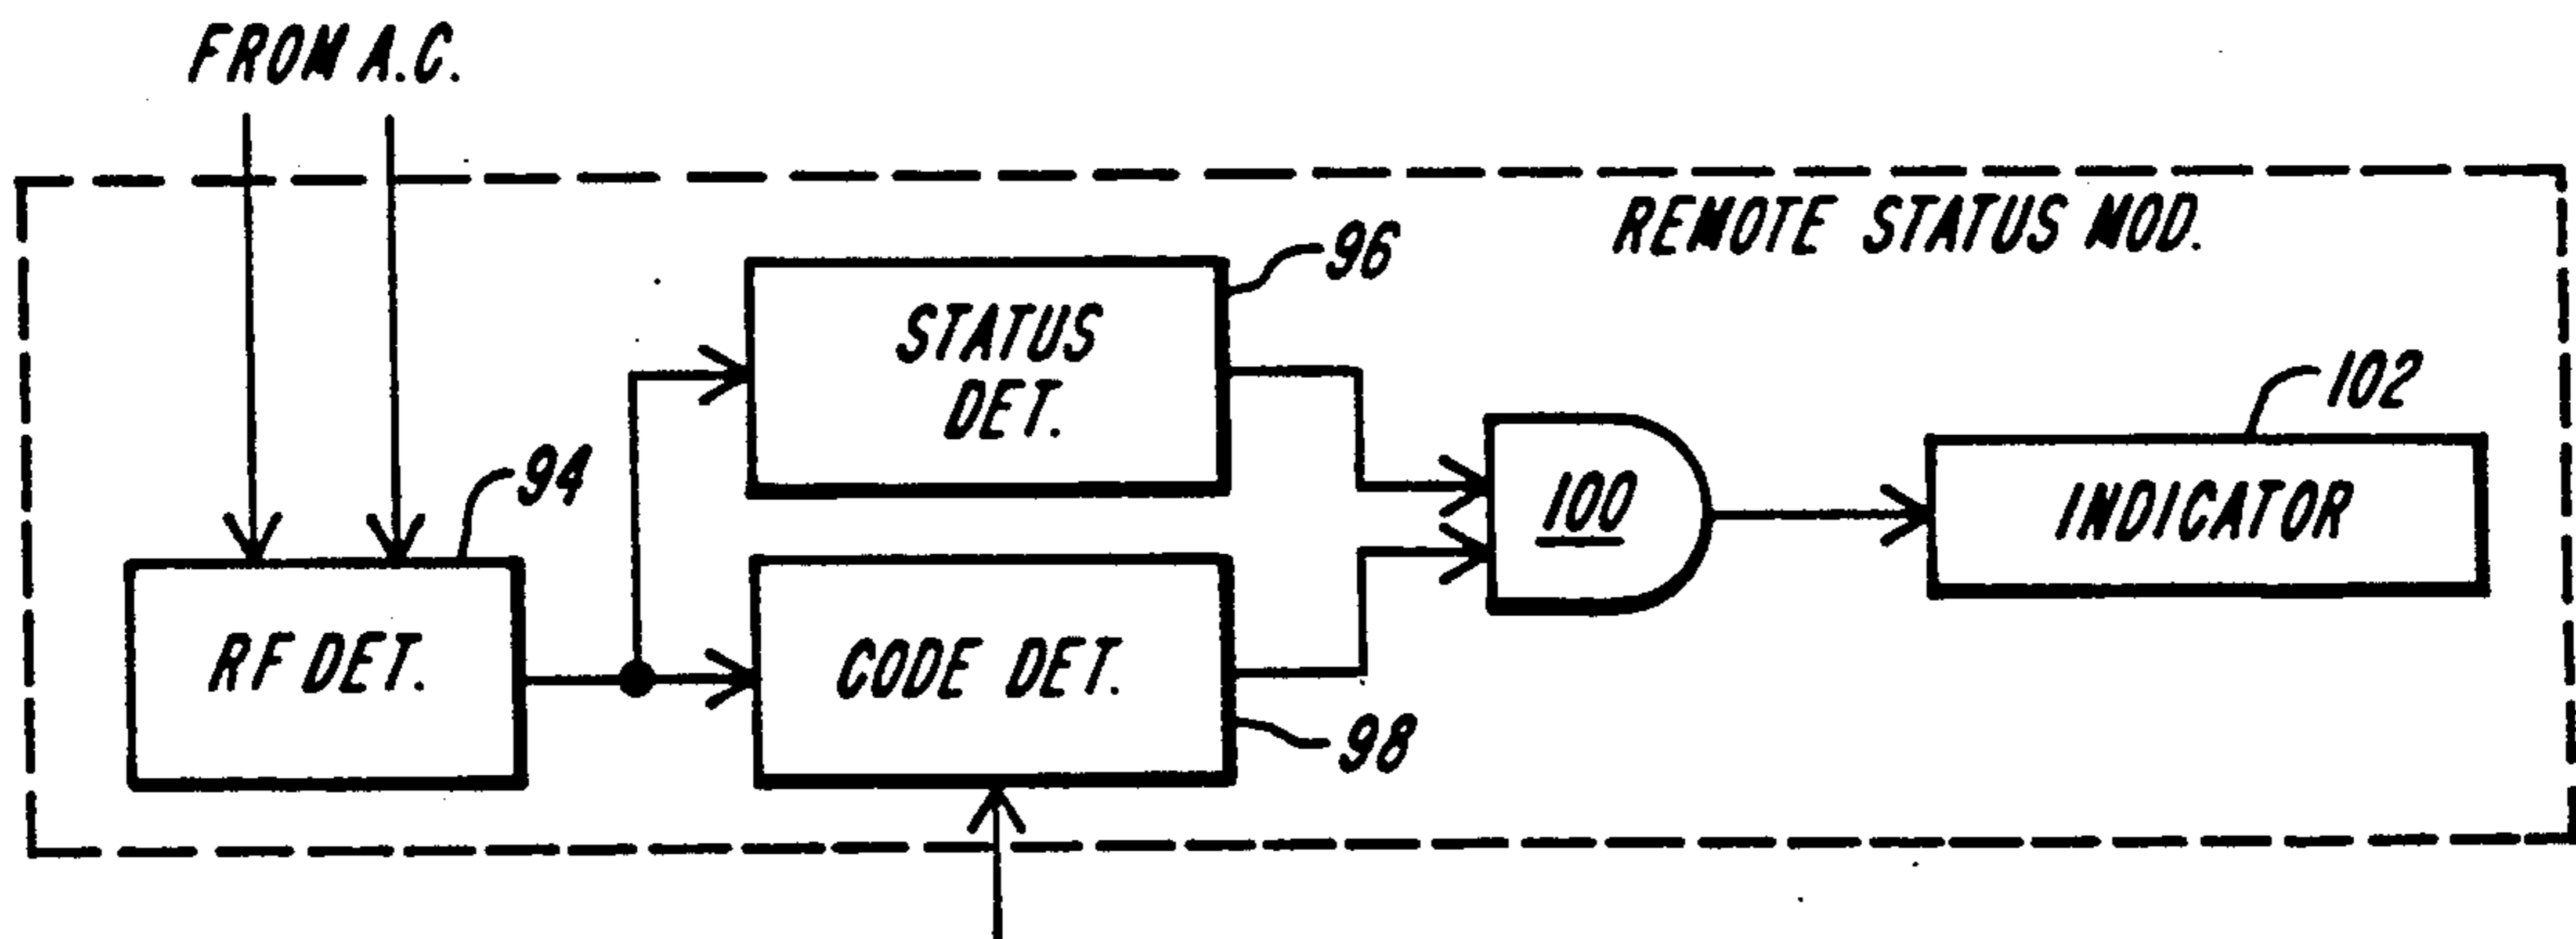 FROM A.C.
REMOTE STATUS MOD.
96
STATUS
DET.
102
94
100
INDICATOR
RF DET.
CODE DET.
98